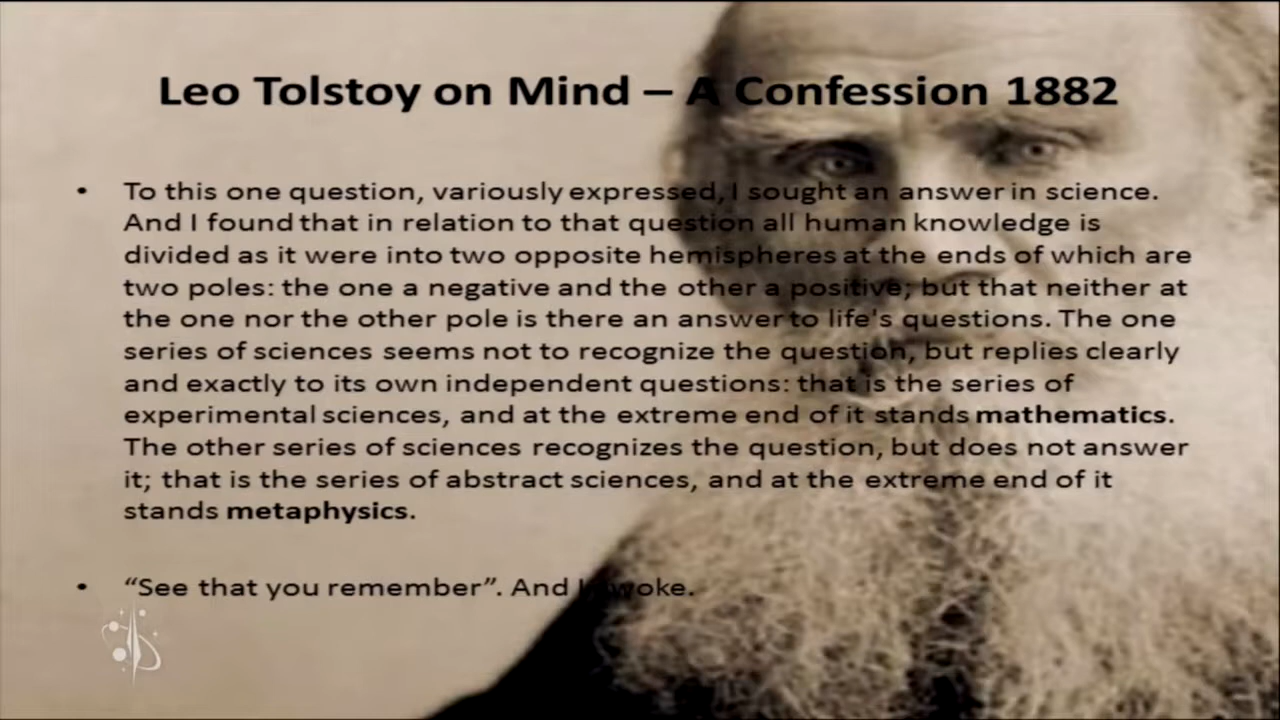 Leo Tolstoy on Mind – A Confession 1882
• To this one question, variously expressed, I sought an answer in science.
And I found that in relation to that question all human knowledge is
divided as it were into two opposite hemispheres at the ends of which are
two poles: the one a negative and the other a positive; but that neither at
the one nor the other pole is there an answer to life's questions. The one
series of sciences seems not to recognize the question, but replies clearly
and exactly to its own independent questions: that is the series of
experimental sciences, and at the extreme end of it stands mathematics.
The other series of sciences recognizes the question, but does not answer
it; that is the series of abstract sciences, and at the extreme end of it
stands metaphysics.
• “See that you remember”. And I awoke.